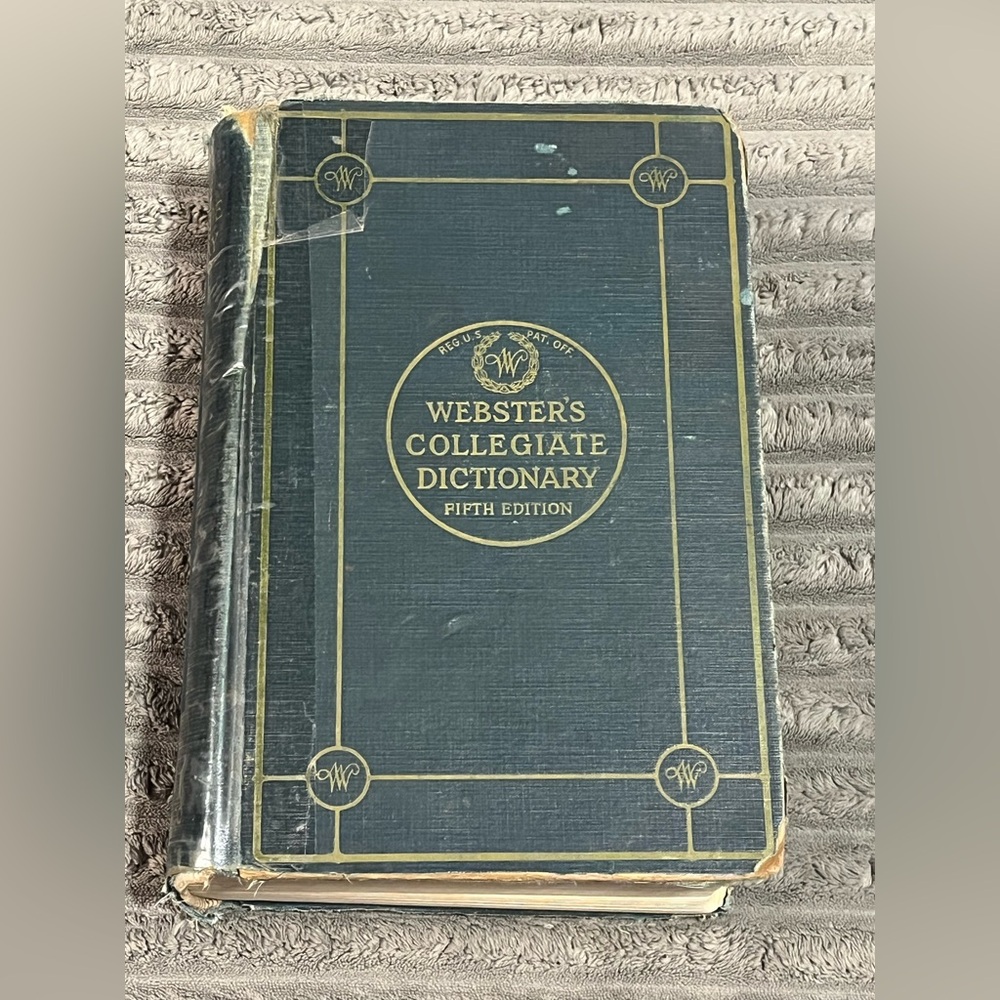 W
W
REG. U.S. PAT. OFF.
W
WEBSTER'S
COLLEGIATE
DICTIONARY
FIFTH EDITION
W
W